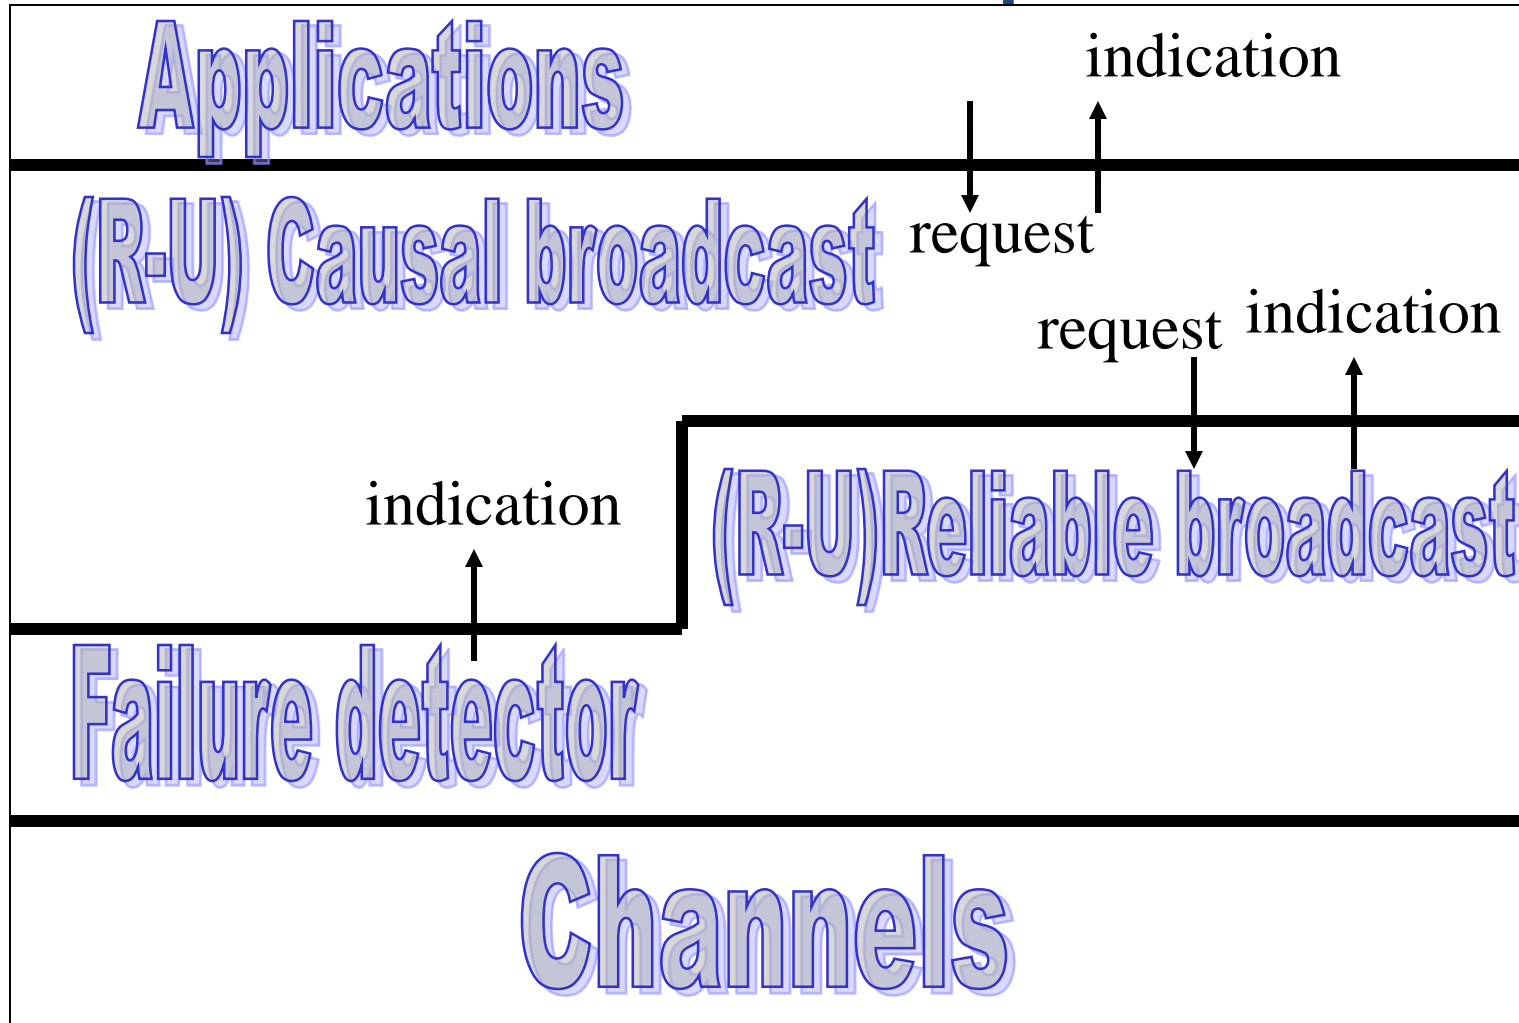 Applications
indication
(R-U) Causal broadcast
request
request
indication
indication
(R-U)Reliable broadcast
Failure detector
Channels